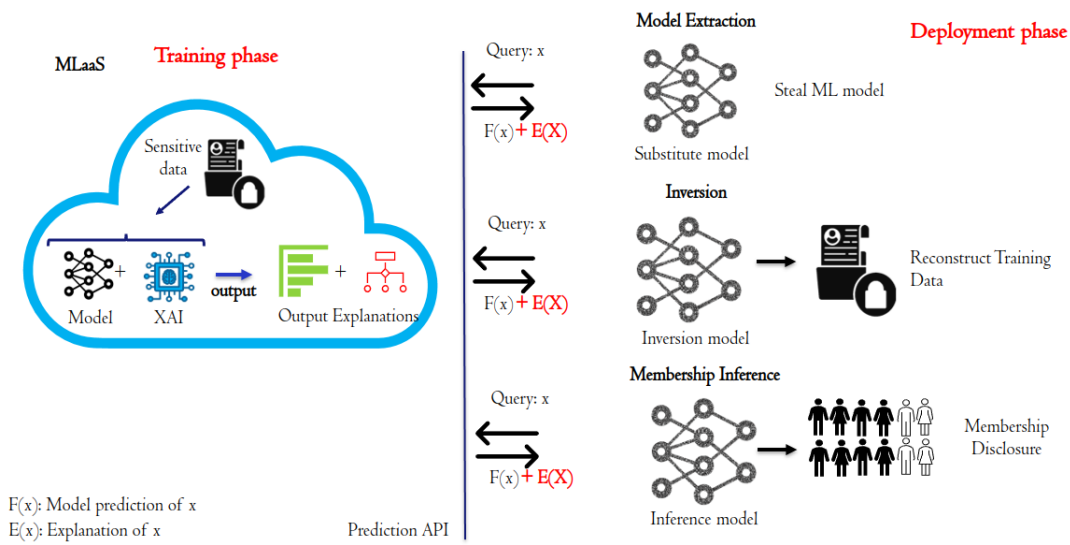 MLaaS
Training phase
Sensitive
data
+
Model
XAI
output
+
Output Explanations
F(x): Model prediction of x
E(x): Explanation of x
Prediction API
Deployment phase
Model Extraction
Query: x
F(x) + E(X)
Substitute model
Steal ML model
Inversion
Query: x
F(x) + E(X)
Inversion model
Reconstruct Training
Data
Membership Inference
Query: x
F(x) + E(X)
Inference model
Membership
Disclosure